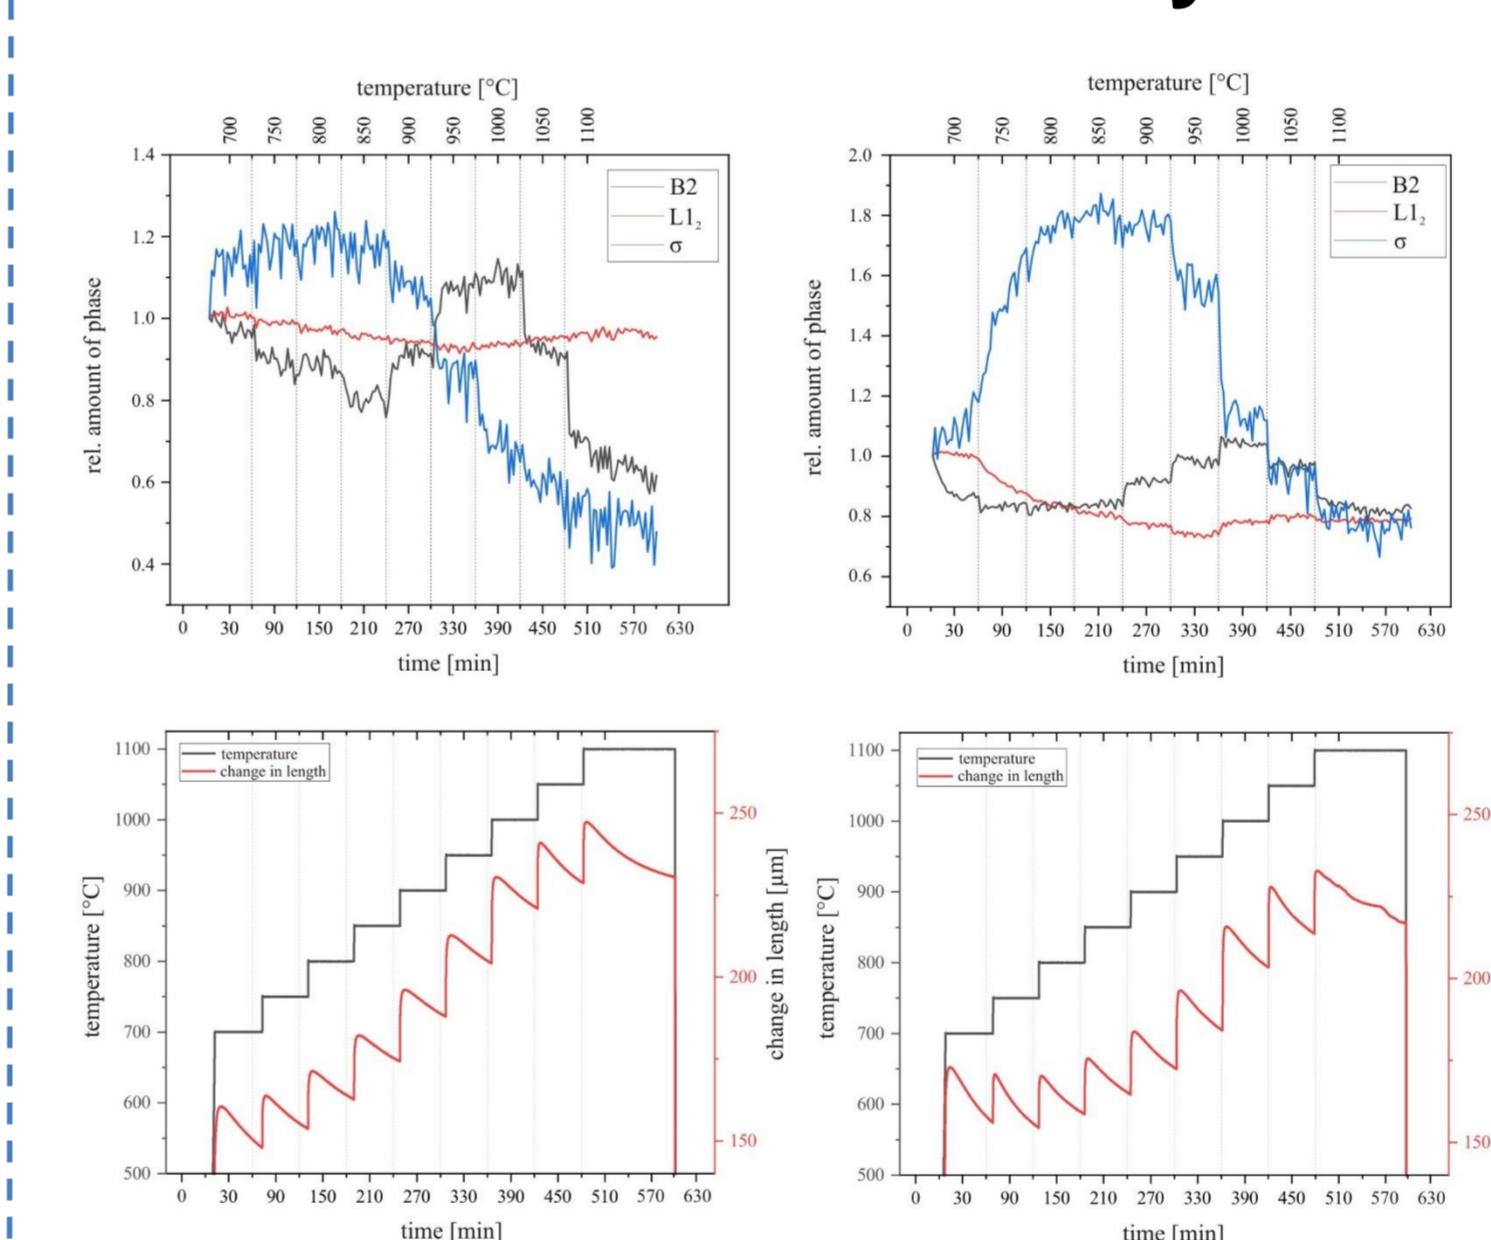 temperature [°C]
700 750 800 850 900 950 1000 1050 1100
1.4
1.2
1.0
0.8
0.6
0.4
rel. amount of phase
B2
L1₂
σ
0 30 90 150 210 270 330 390 450 510 570 630
time [min]
temperature [°C]
700 750 800 850 900 950 1000 1050 1100
2.0
1.8
1.6
1.4
1.2
1.0
0.8
0.6
rel. amount of phase
B2
L1₂
σ
0 30 90 150 210 270 330 390 450 510 570 630
time [min]
temperature
change in length
1100
1000
900
800
700
600
500
temperature [°C]
250
200
150
change in length [µm]
0 30 90 150 210 270 330 390 450 510 570 630
time [min]
temperature
change in length
1100
1000
900
800
700
600
500
temperature [°C]
250
200
150
0 30 90 150 210 270 330 390 450 510 570 630
time [min]